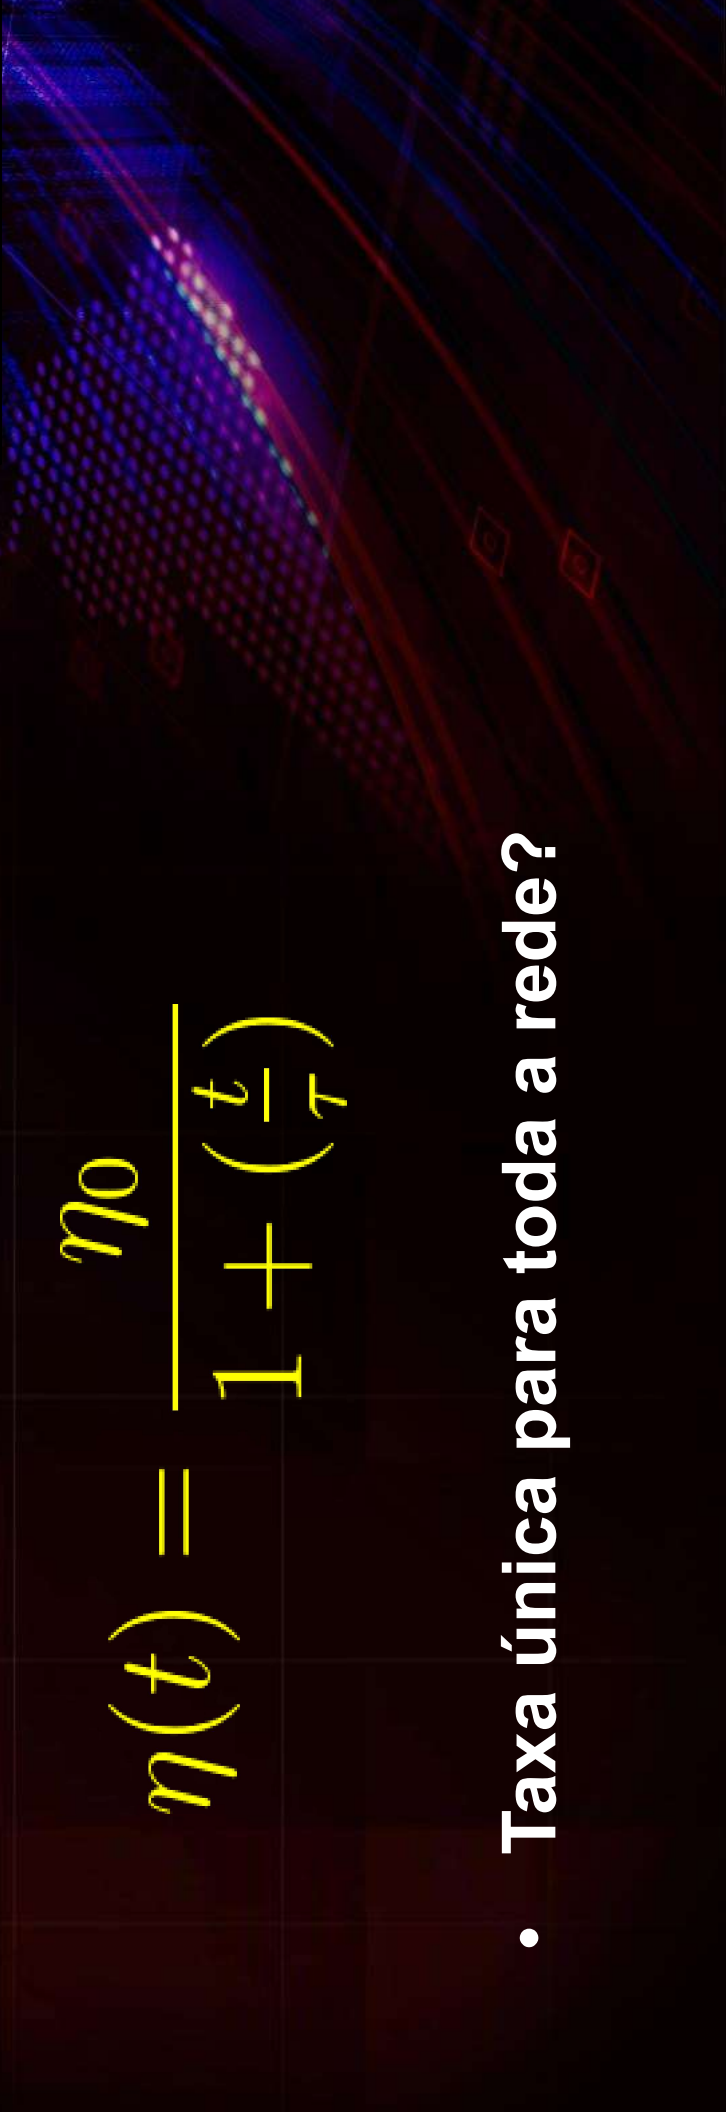 η(t) = η0 / (1 + (t/τ))
• Taxa única para toda a rede?